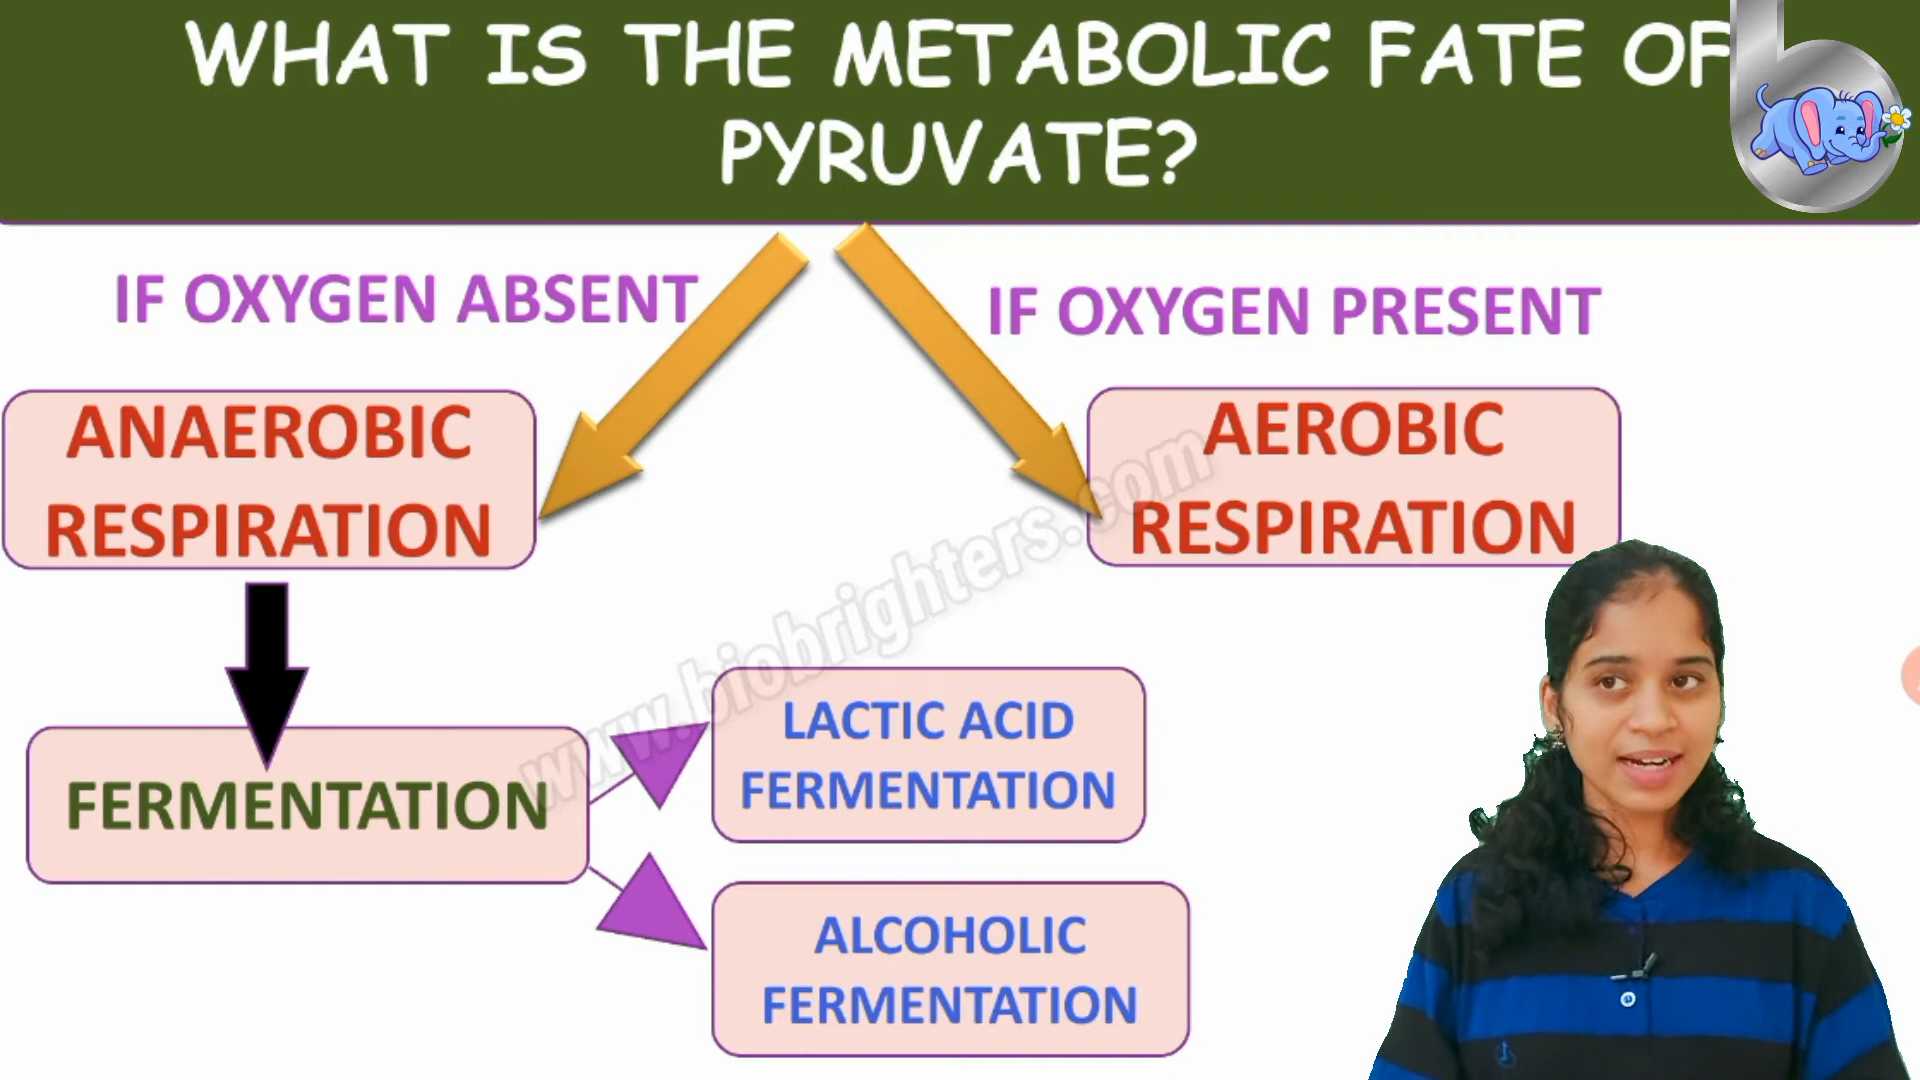 WHAT IS THE METABOLIC FATE OF
PYRUVATE?
IF OXYGEN ABSENT
IF OXYGEN PRESENT
ANAEROBIC
RESPIRATION
AEROBIC
RESPIRATION
FERMENTATION
LACTIC ACID
FERMENTATION
ALCOHOLIC
FERMENTATION
www.biobrighters.com